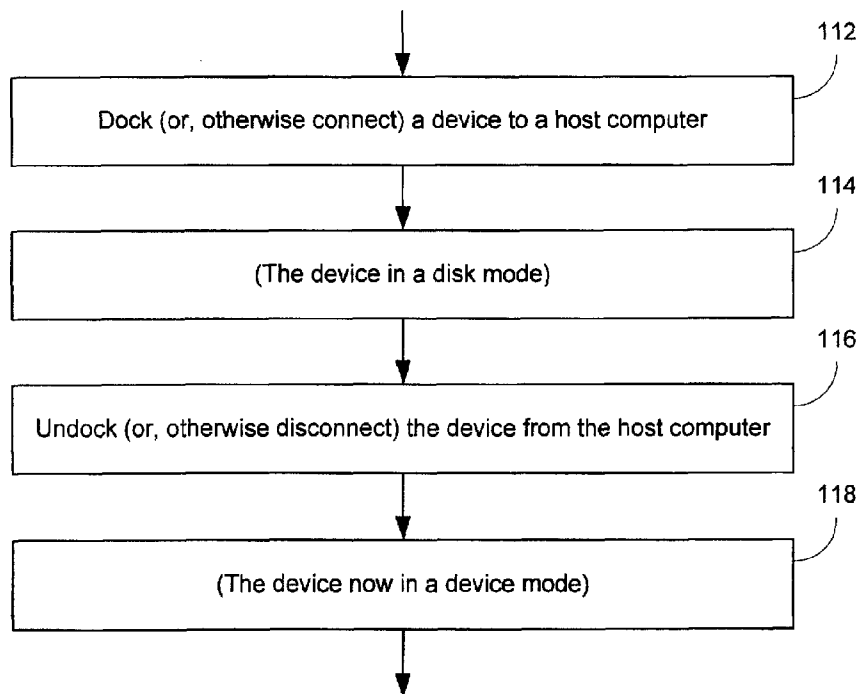 112
Dock (or, otherwise connect) a device to a host computer
114
(The device in a disk mode)
116
Undock (or, otherwise disconnect) the device from the host computer
118
(The device now in a device mode)